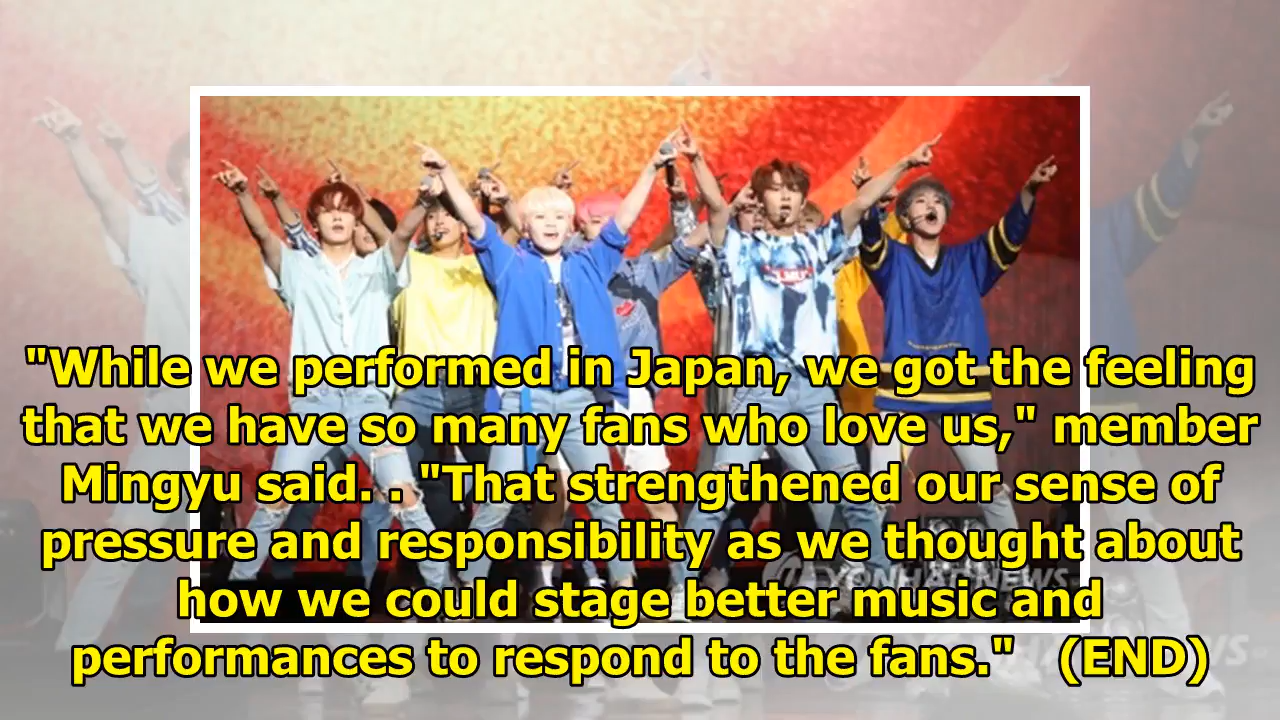 "While we performed in Japan, we got the feeling
that we have so many fans who love us," member
Mingyu said. . "That strengthened our sense of
pressure and responsibility as we thought about
how we could stage better music and
performances to respond to the fans."   (END)
YONHAP NEWS